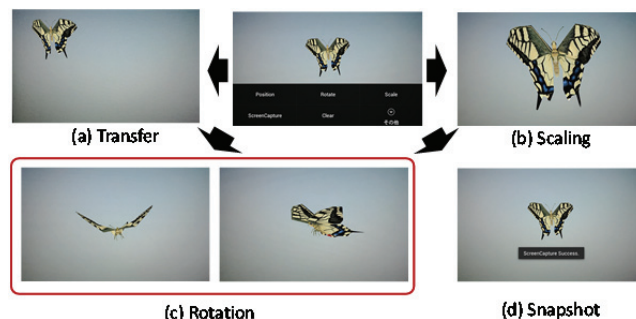 Position Rotate Scale
ScreenCapture Clear その他
(a) Transfer
(b) Scaling
ScreenCapture Success.
(c) Rotation
(d) Snapshot